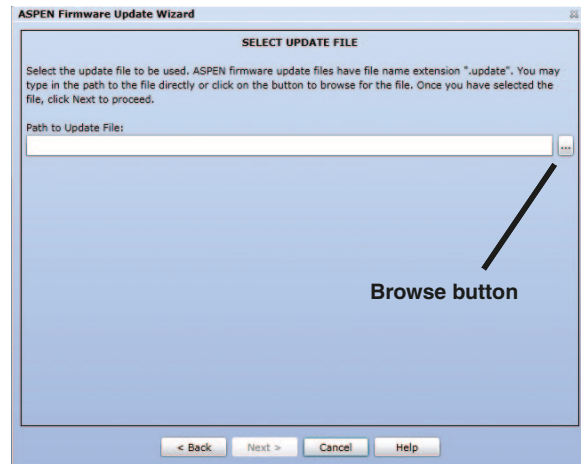 ASPEN Firmware Update Wizard
SELECT UPDATE FILE
Select the update file to be used. ASPEN firmware update files have file name extension ".update". You may
type in the path to the file directly or click on the button to browse for the file. Once you have selected the
file, click Next to proceed.
Path to Update File:
...
Browse button
< Back Next > Cancel Help